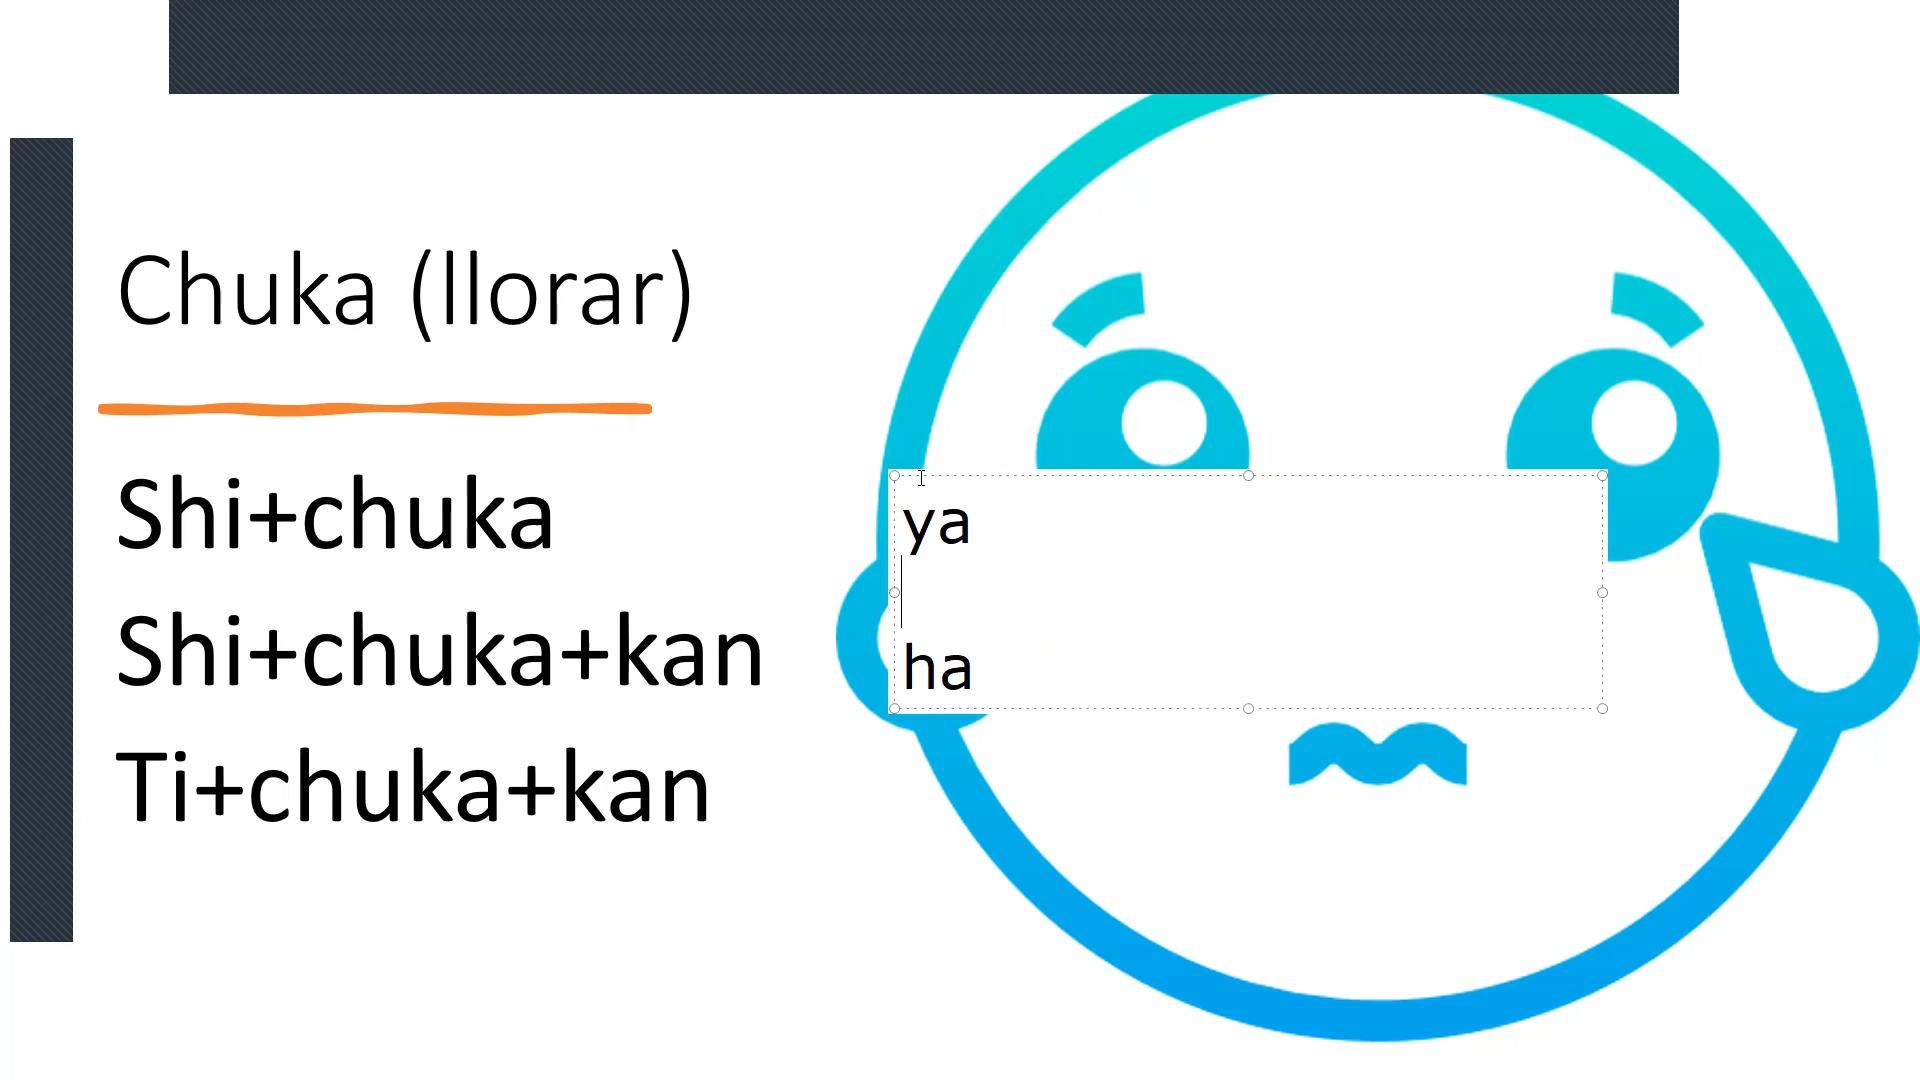 Chuka (llorar)
Shi+chuka
Shi+chuka+kan
Ti+chuka+kan
ya
ha